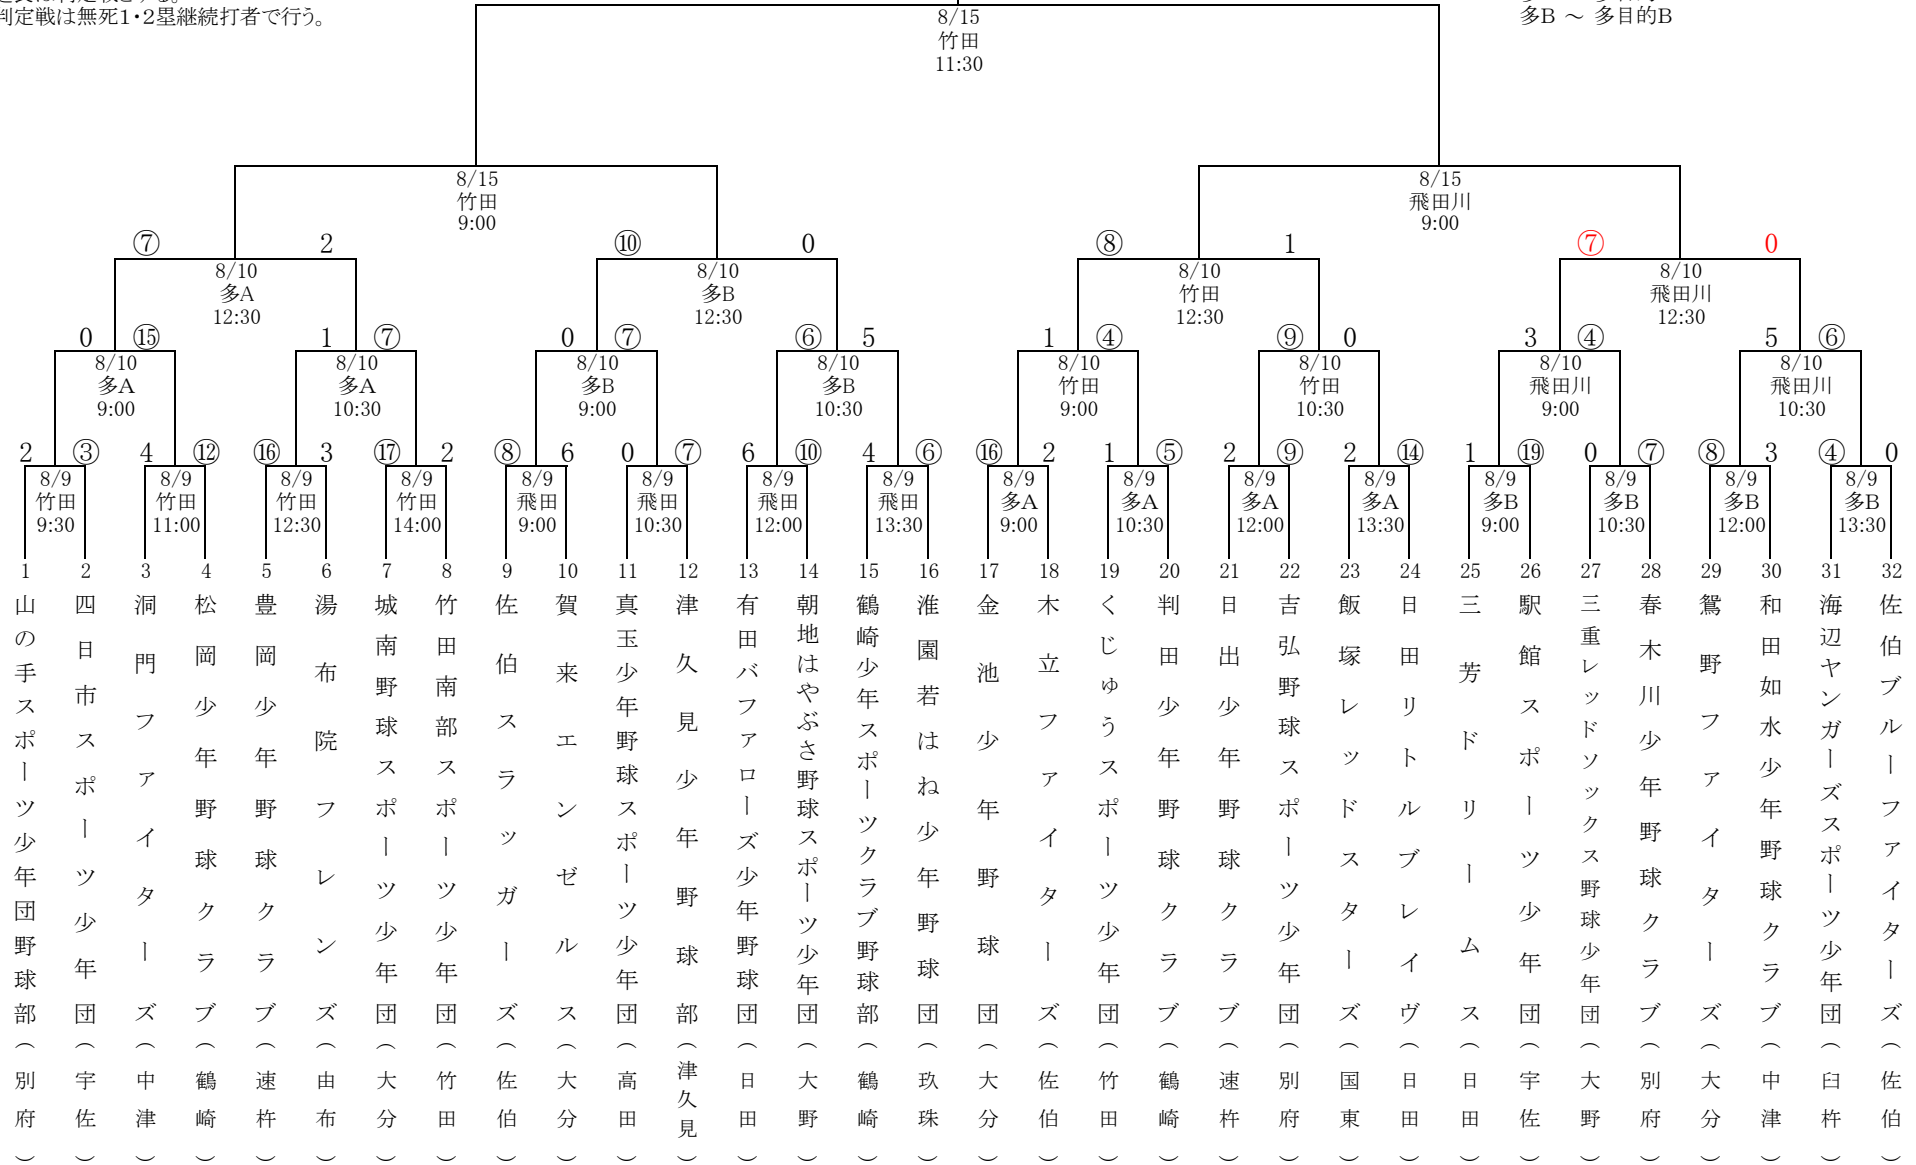 判定戦は無死1・2塁継続打者で行う。
多B ～ 多目的B
8/15
竹田
11:30
8/15
竹田
9:00
8/15
飛田川
9:00
⑦ 2 ⑩ 0 ⑧ 1 ⑦ 0
8/10 8/10 8/10 8/10
多A 多B 竹田 飛田川
12:30 12:30 12:30 12:30
0 ⑮ 1 ⑦ 0 ⑦ ⑥ 5 1 ④ ⑨ 0 3 ④ 5 ⑥
8/10 8/10 8/10 8/10 8/10 8/10 8/10 8/10
多A 多A 多B 多B 竹田 竹田 飛田川 飛田川
9:00 10:30 9:00 10:30 9:00 10:30 9:00 10:30
2 ③ 4 ⑫ ⑯ 3 ⑰ 2 ⑧ 6 0 ⑦ 6 ⑩ 4 ⑥ ⑯ 2 1 ⑤ 2 ⑨ 2 ⑭ 1 ⑲ 0 ⑦ ⑧ 3 ④ 0
8/9 8/9 8/9 8/9 8/9 8/9 8/9 8/9 8/9 8/9 8/9 8/9 8/9 8/9 8/9 8/9
竹田 竹田 竹田 竹田 飛田 飛田 飛田 飛田 多A 多A 多A 多A 多B 多B 多B 多B
9:30 11:00 12:30 14:00 9:00 10:30 12:00 13:30 9:00 10:30 12:00 13:30 9:00 10:30 12:00 13:30
1 山の手スポーツ少年団野球部（別府）
2 四日市スポーツ少年団（宇佐）
3 洞門ファイターズ（中津）
4 松岡少年野球クラブ（鶴崎）
5 豊岡少年野球クラブ（速杵）
6 湯布院フレンズ（由布）
7 城南野球スポーツ少年団（大分）
8 竹田南部スポーツ少年団（竹田）
9 佐伯スラッガーズ（佐伯）
10 賀来エンゼルス（大分）
11 真玉少年野球スポーツ少年団（高田）
12 津久見少年野球部（津久見）
13 有田バファローズ少年野球団（日田）
14 朝地はやぶさ野球スポーツ少年団（大野）
15 鶴崎少年スポーツクラブ野球部（鶴崎）
16 淮園若はね少年野球団（玖珠）
17 金池少年野球団（大分）
18 木立ファイターズ（佐伯）
19 くじゅうスポーツ少年団（竹田）
20 判田少年野球クラブ（鶴崎）
21 日出少年野球クラブ（速杵）
22 吉弘野球スポーツ少年団（別府）
23 飯塚レッドスターズ（国東）
24 日田リトルブレイヴ（日田）
25 三芳ドリームス（日田）
26 駅館スポーツ少年団（宇佐）
27 三重レッドソックス野球少年団（大野）
28 春木川少年野球クラブ（別府）
29 鴛野ファイターズ（大分）
30 和田如水少年野球クラブ（中津）
31 海辺ヤンガーズスポーツ少年団（臼杵）
32 佐伯ブルーファイターズ（佐伯）